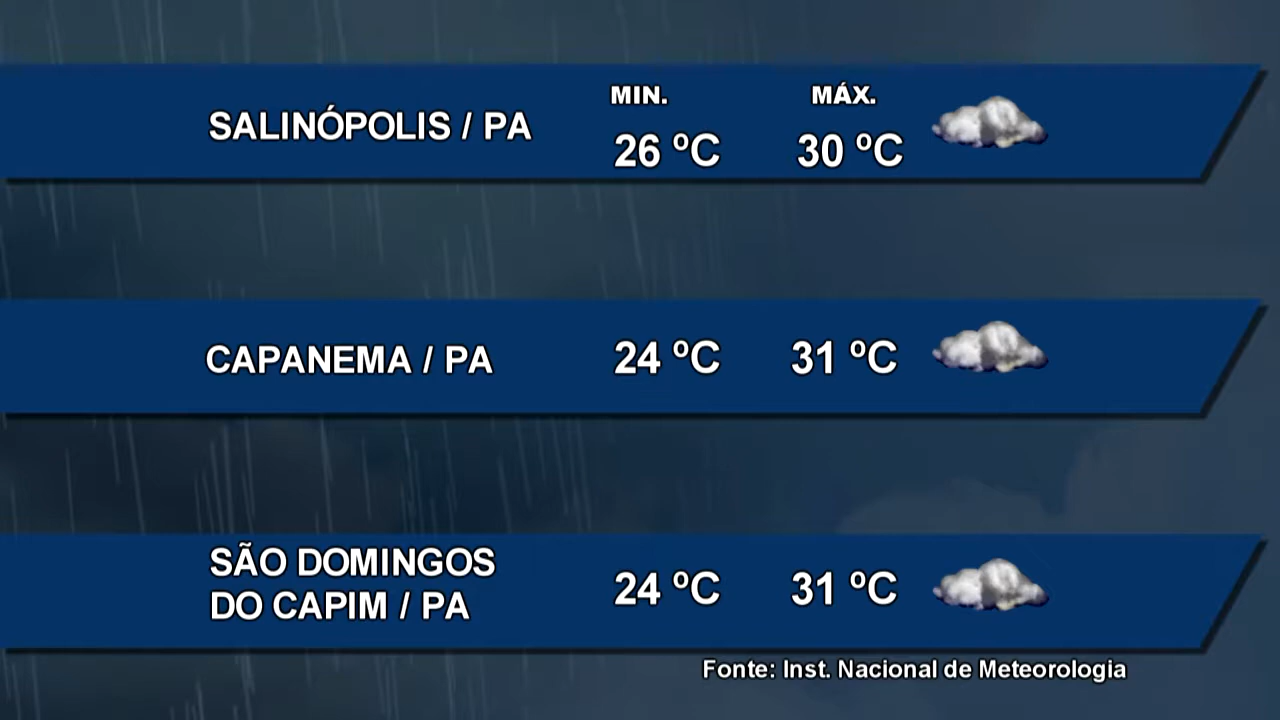 MIN. MÁX.
SALINÓPOLIS / PA 26 ºC 30 ºC
CAPANEMA / PA 24 ºC 31 ºC
SÃO DOMINGOS
DO CAPIM / PA 24 ºC 31 ºC
Fonte: Inst. Nacional de Meteorologia